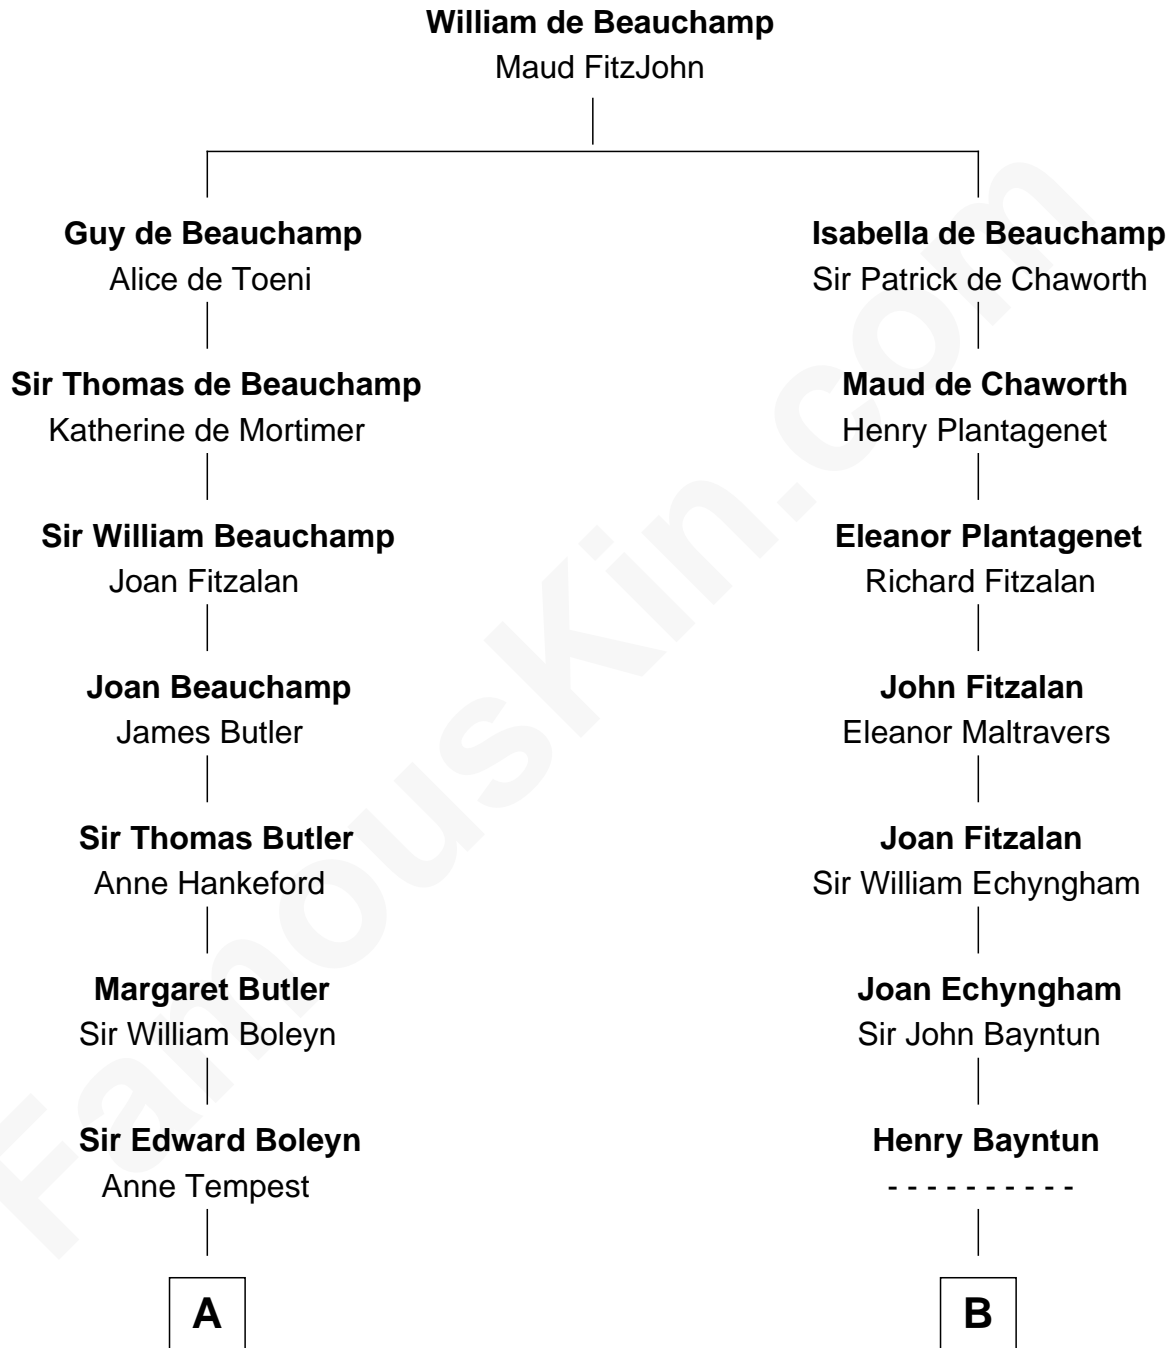 William de Beauchamp
Maud FitzJohn
Guy de Beauchamp
Alice de Toeni
Isabella de Beauchamp
Sir Patrick de Chaworth
Sir Thomas de Beauchamp
Katherine de Mortimer
Maud de Chaworth
Henry Plantagenet
Sir William Beauchamp
Joan Fitzalan
Eleanor Plantagenet
Richard Fitzalan
Joan Beauchamp
James Butler
John Fitzalan
Eleanor Maltravers
Sir Thomas Butler
Anne Hankeford
Joan Fitzalan
Sir William Echyngham
Margaret Butler
Sir William Boleyn
Joan Echyngham
Sir John Bayntun
Sir Edward Boleyn
Anne Tempest
Henry Bayntun
- - - - - - - - - -
A
B
FamousKin.com